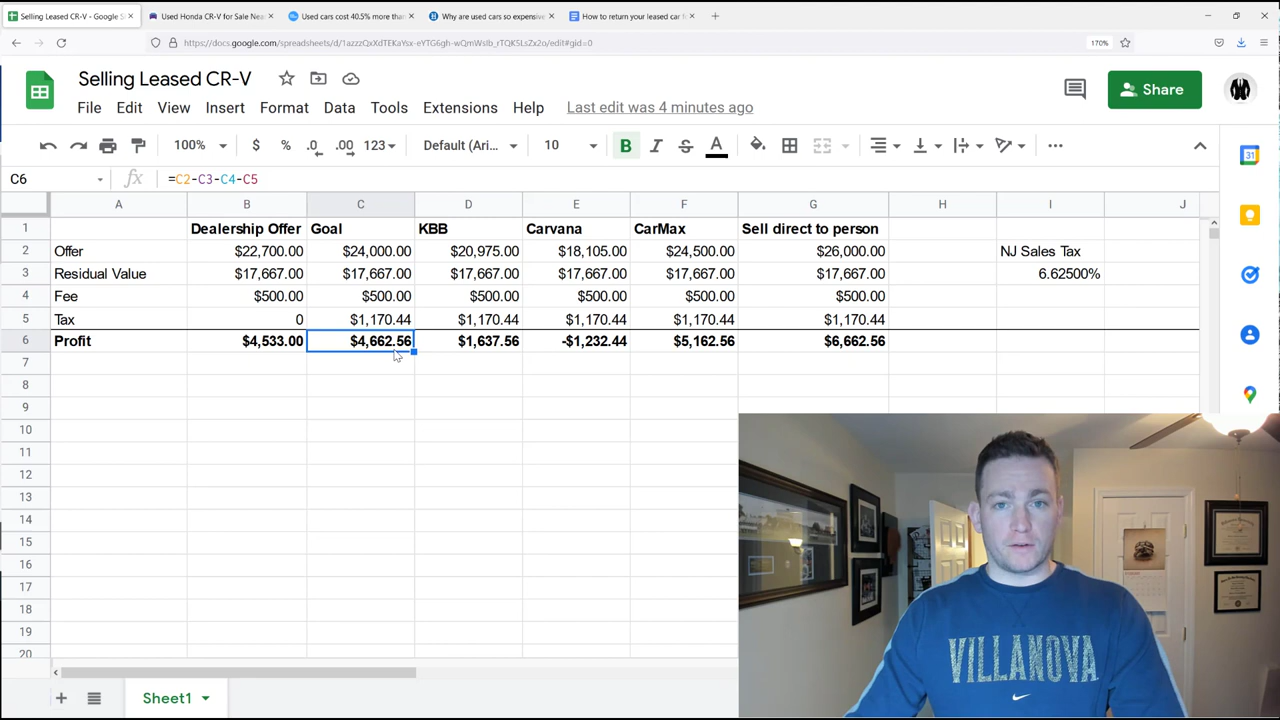 Selling Leased CR-V - Google S
Used Honda CR-V for Sale Nea
Used cars cost 40.5% more than
Why are used cars so expensive
How to return your leased car f
170%
Selling Leased CR-V
File Edit View Insert Format Data Tools Extensions Help Last edit was 4 minutes ago
Share
100% $ % .0 .00 123 Default (Ari... 10 B I S A
31
C6 fx =C2-C3-C4-C5
A B C D E F G H I J
1 Dealership Offer Goal KBB Carvana CarMax Sell direct to person
2 Offer $22,700.00 $24,000.00 $20,975.00 $18,105.00 $24,500.00 $26,000.00 NJ Sales Tax
3 Residual Value $17,667.00 $17,667.00 $17,667.00 $17,667.00 $17,667.00 $17,667.00 6.62500%
4 Fee $500.00 $500.00 $500.00 $500.00 $500.00 $500.00
5 Tax 0 $1,170.44 $1,170.44 $1,170.44 $1,170.44 $1,170.44
6 Profit $4,533.00 $4,662.56 $1,637.56 -$1,232.44 $5,162.56 $6,662.56
7
8
9
10
11
12
13
14
15
16
17
18
19
20
VILLANOVA
Sheet1